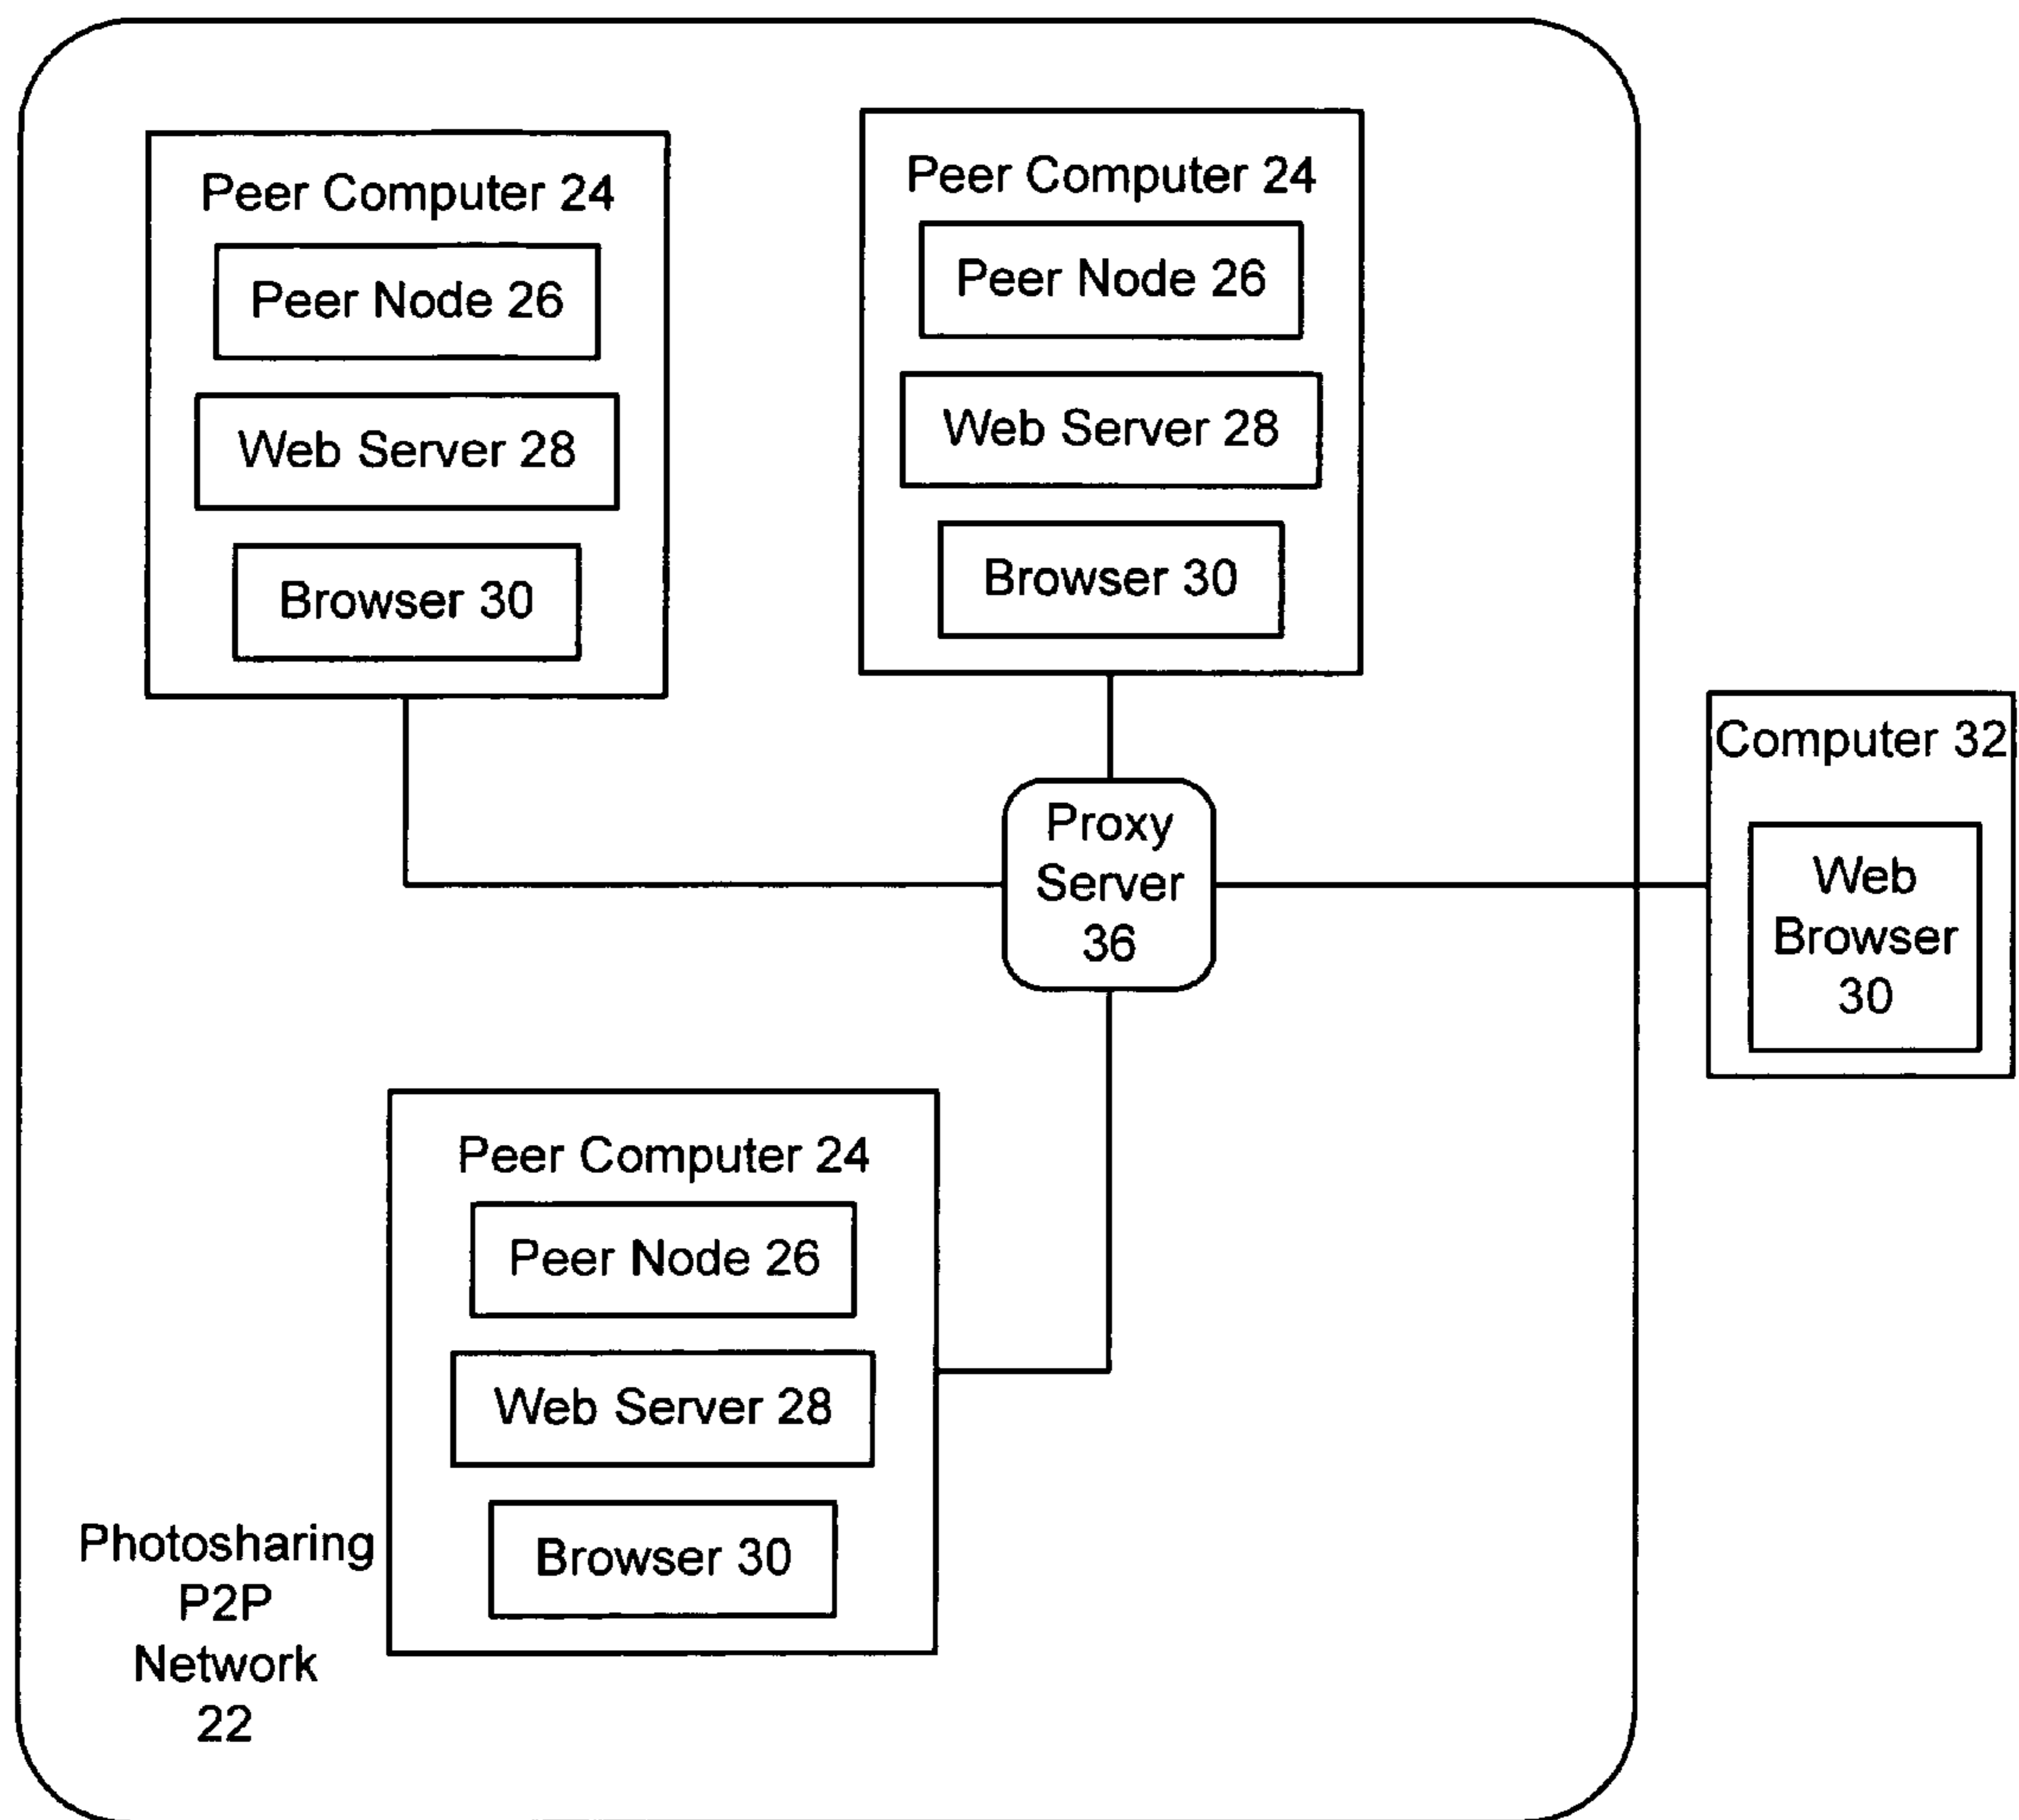 Peer Computer 24
Peer Node 26
Web Server 28
Browser 30
Peer Computer 24
Peer Node 26
Web Server 28
Browser 30
Proxy
Server
36
Computer 32
Web
Browser
30
Peer Computer 24
Peer Node 26
Web Server 28
Browser 30
Photosharing
P2P
Network
22